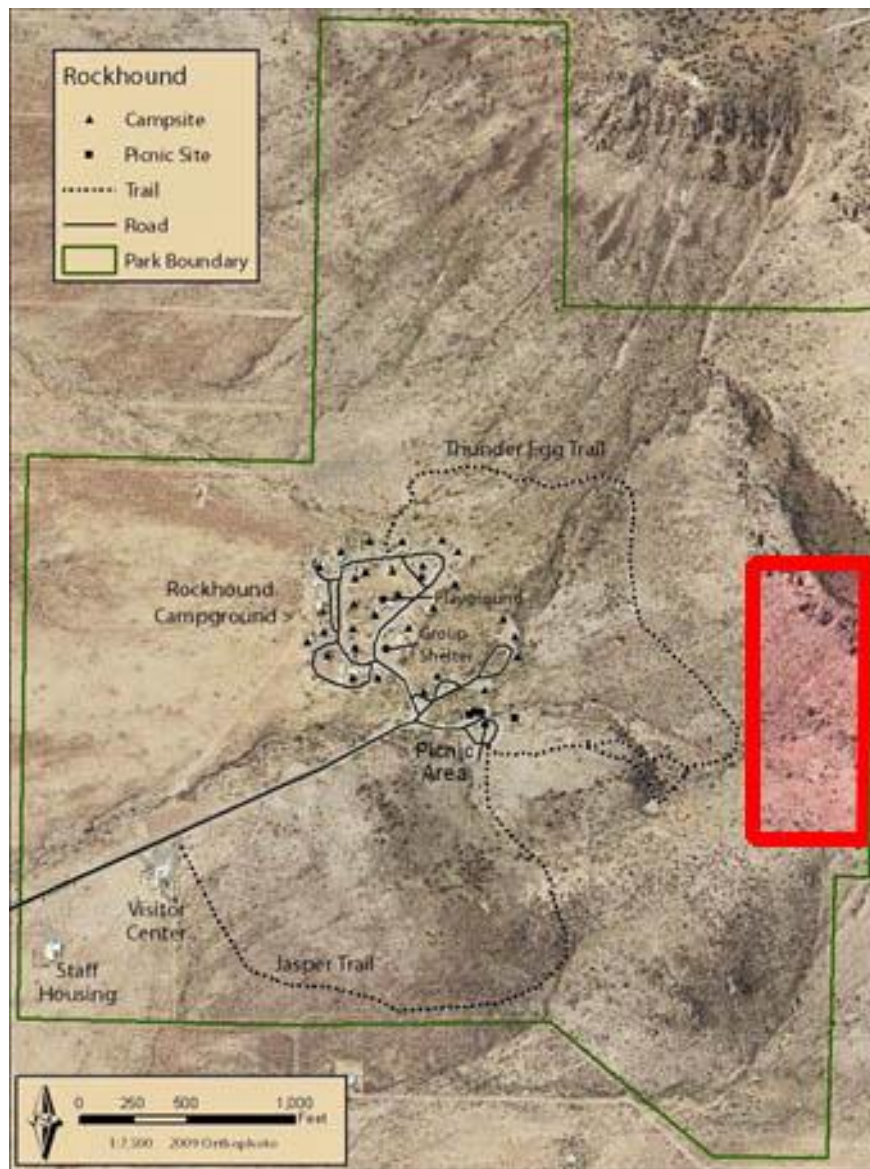 Rockhound
Campsite
Picnic Site
Trail
Road
Park Boundary
Thunder Egg Trail
Rockhound
Campground >
Playground
Group
Shelter
Picnic
Area
Visitor
Center
Jasper Trail
Staff
Housing
0 250 500 1,000
Feet
1:7,500 2009 Orthophoto